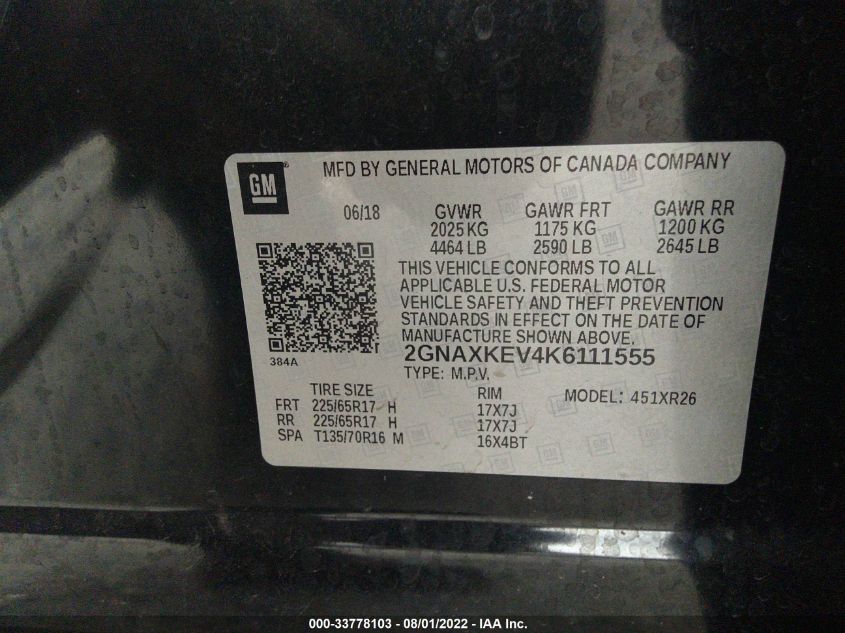 GM®
MFD BY GENERAL MOTORS OF CANADA COMPANY
06/18 GVWR GAWR FRT GAWR RR
2025 KG 1175 KG 1200 KG
4464 LB 2590 LB 2645 LB
THIS VEHICLE CONFORMS TO ALL
APPLICABLE U.S. FEDERAL MOTOR
VEHICLE SAFETY AND THEFT PREVENTION
STANDARDS IN EFFECT ON THE DATE OF
MANUFACTURE SHOWN ABOVE.
384A
2GNAXKEV4K6111555
TYPE: M.P.V.
TIRE SIZE RIM MODEL: 451XR26
FRT 225/65R17 H 17X7J
RR 225/65R17 H 17X7J
SPA T135/70R16 M 16X4BT
000-33778103 - 08/01/2022 - IAA Inc.